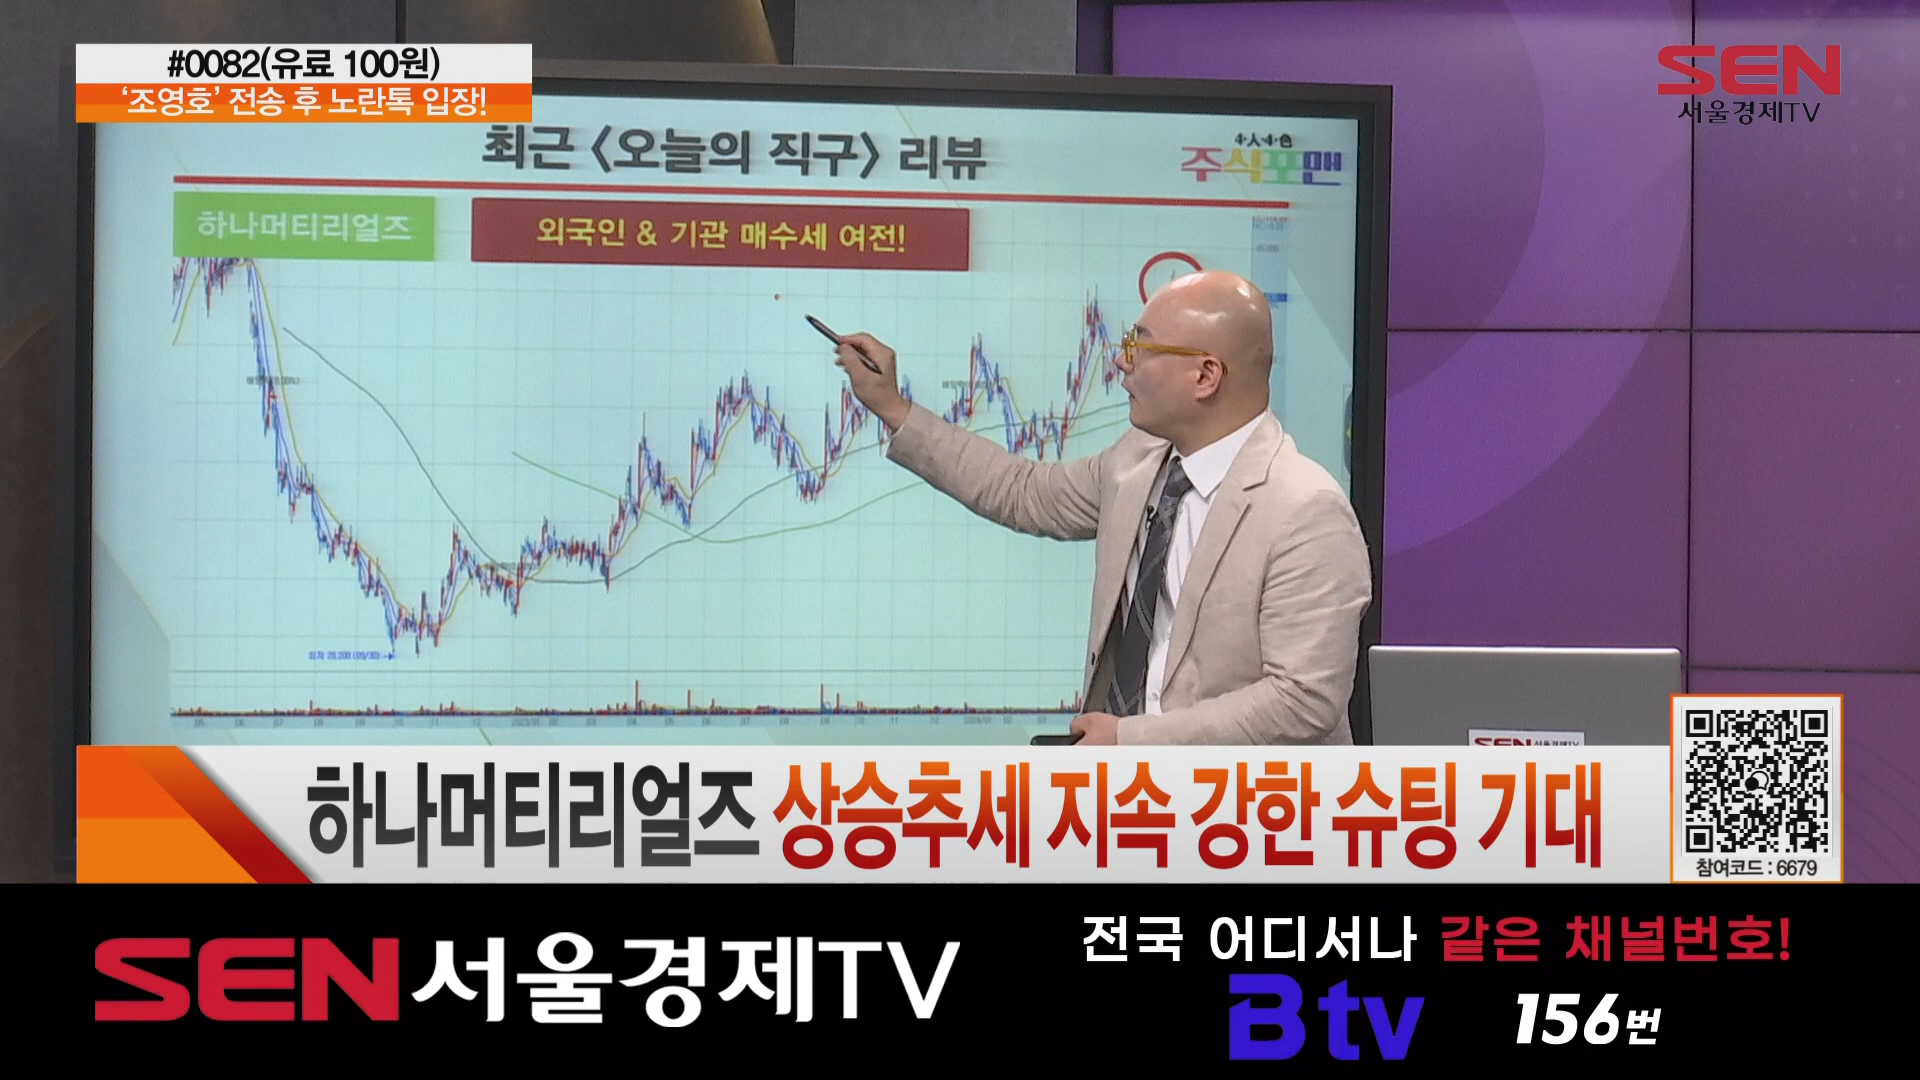 #0082(유료 100원)
'조영호' 전송 후 노란톡 입장!
SEN
서울경제TV
최근 <오늘의 직구> 리뷰
4·人·4·色
주식포맨
하나머티리얼즈
외국인 & 기관 매수세 여전!
하나머티리얼즈 상승추세 지속 강한 슈팅 기대
참여코드 : 6679
SEN 서울경제TV
전국 어디서나 같은 채널번호!
B tv 156번